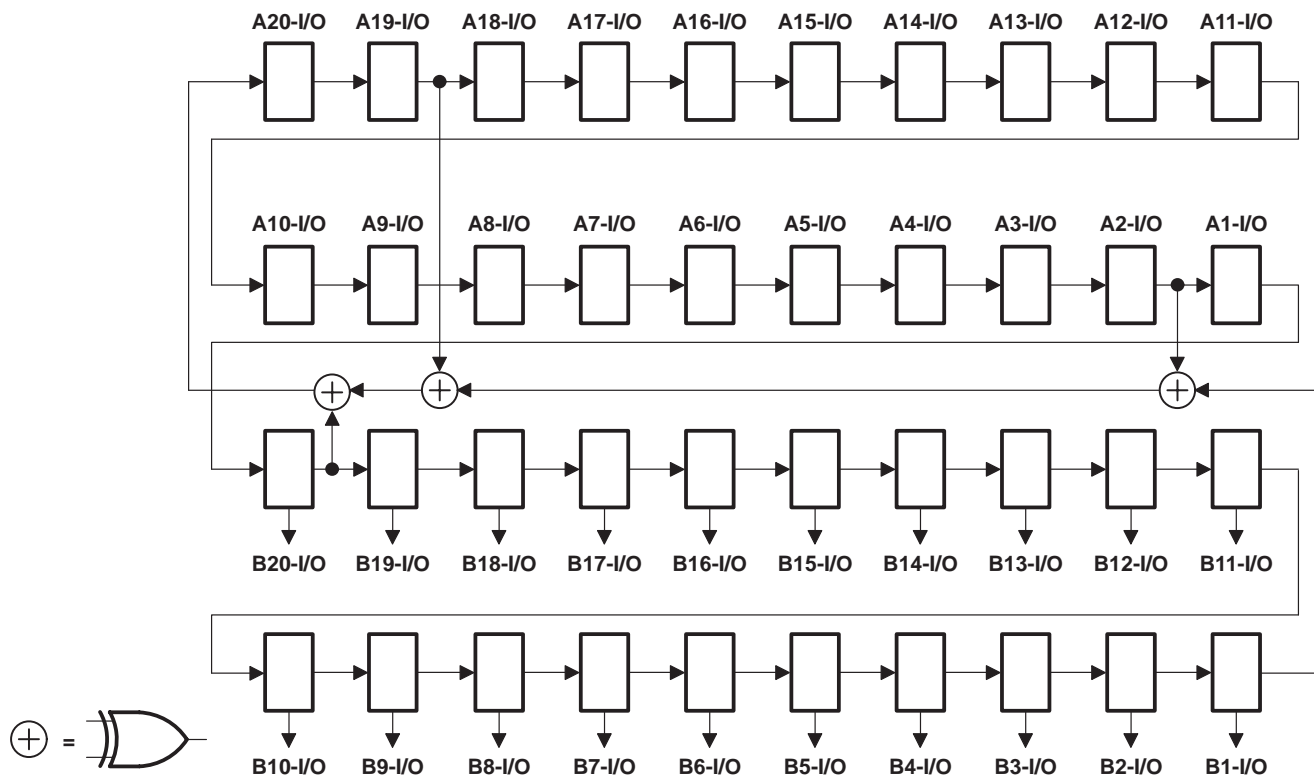 A20-I/O A19-I/O A18-I/O A17-I/O A16-I/O A15-I/O A14-I/O A13-I/O A12-I/O A11-I/O
A10-I/O A9-I/O A8-I/O A7-I/O A6-I/O A5-I/O A4-I/O A3-I/O A2-I/O A1-I/O
B20-I/O B19-I/O B18-I/O B17-I/O B16-I/O B15-I/O B14-I/O B13-I/O B12-I/O B11-I/O
=
B10-I/O B9-I/O B8-I/O B7-I/O B6-I/O B5-I/O B4-I/O B3-I/O B2-I/O B1-I/O